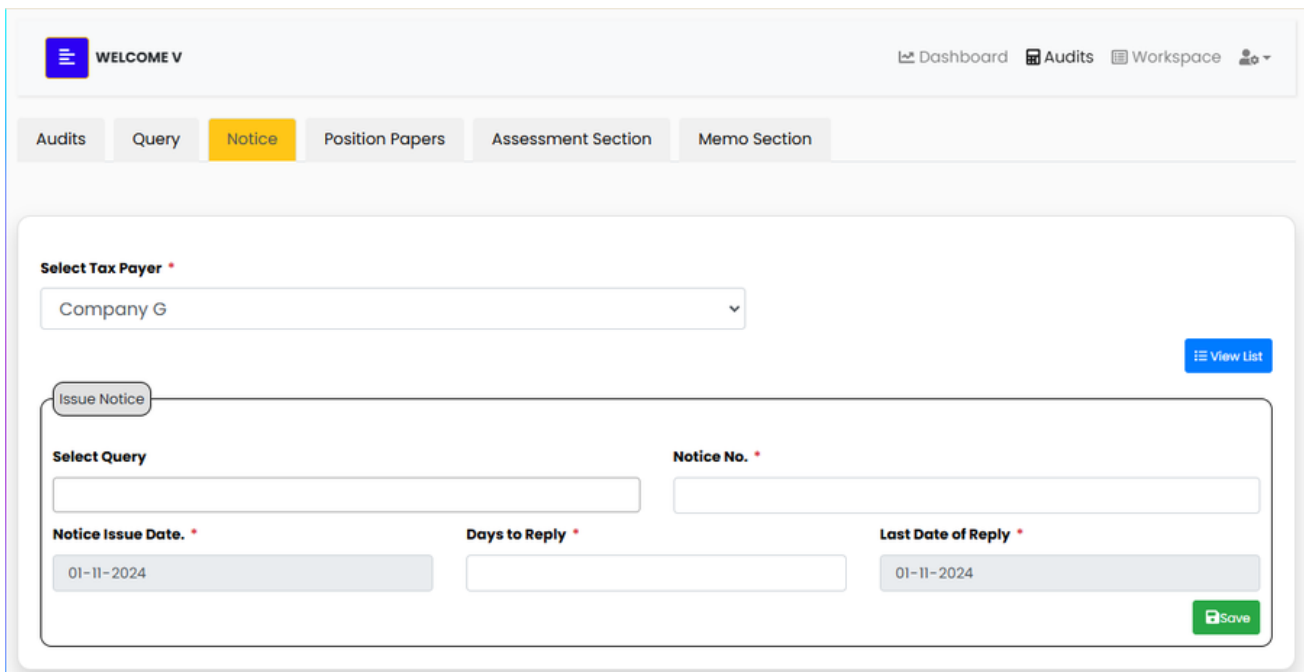 WELCOME V Dashboard Audits Workspace
Audits Query Notice Position Papers Assessment Section Memo Section
Select Tax Payer *
Company G
View List
Issue Notice
Select Query Notice No. *
Notice Issue Date. * Days to Reply * Last Date of Reply *
01-11-2024 01-11-2024
Save